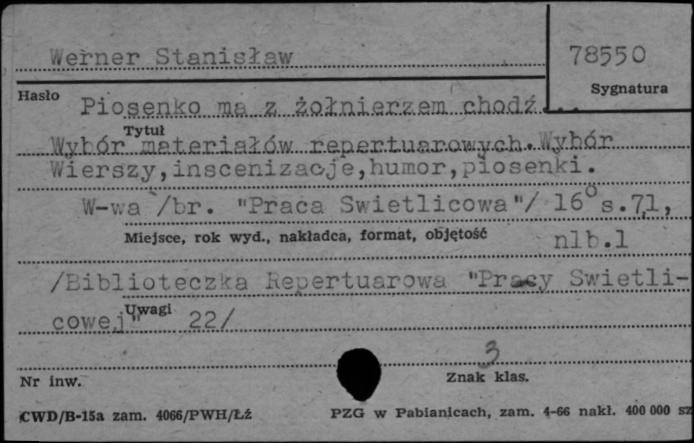 Werner Stanisław
78550
Sygnatura
Hasło
Piosenko ma z żołnierzem chodź...
Tytuł
Wybór materiałów repertuarowych.Wybór
Wierszy,inscenizacje,humor,piosenki.
W-wa /br. "Praca Swietlicowa"/ 16° s.71,
Miejsce, rok wyd., nakładca, format, objętość
nlb.1
/Biblioteczka Repertuarowa "Pracy Swietli-
Uwagi
cowej" 22/
3
Nr inw.
Znak klas.
CWD/B-15a zam. 4066/PWH/Łż
PZG w Pabianicach, zam. 4-66 nakł. 400 000 sz